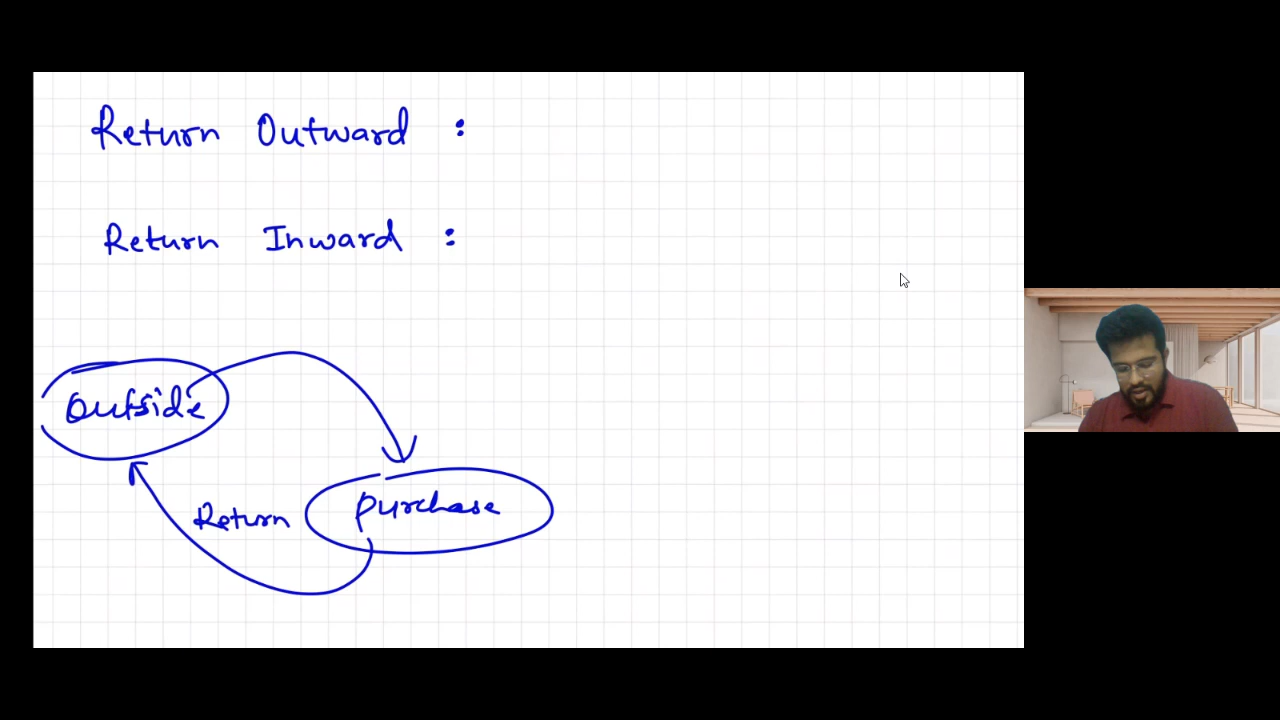 Return Outward :
Return Inward :
Outside
Return
purchase